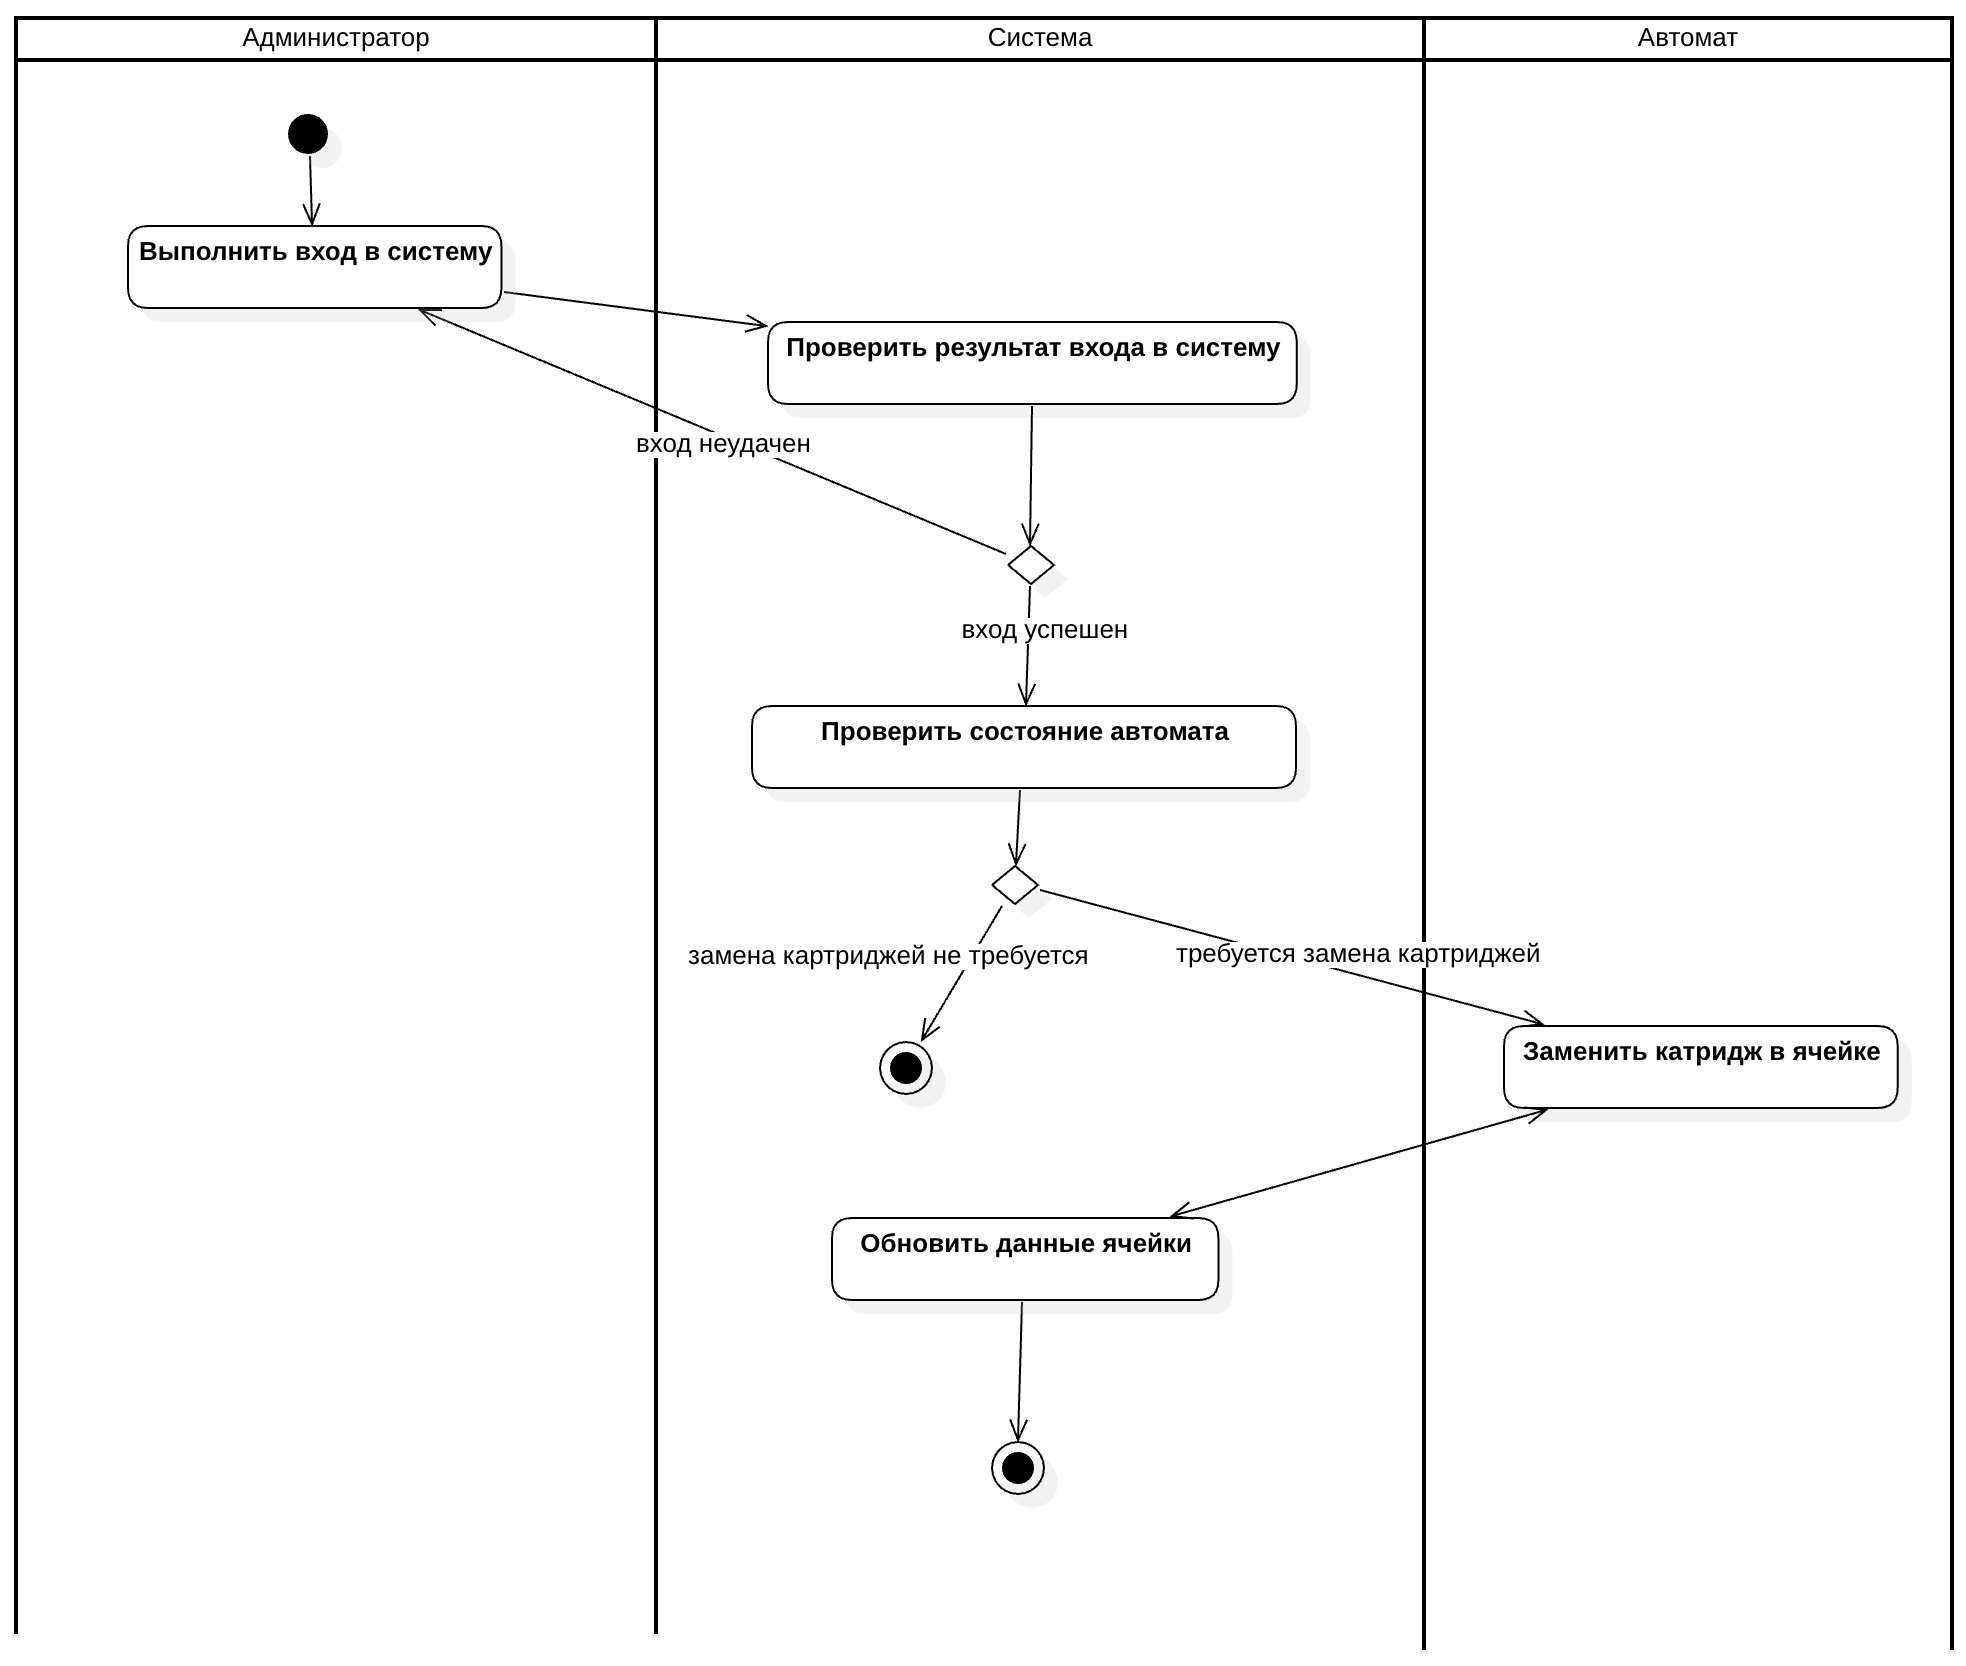 Администратор
Система
Автомат
Выполнить вход в систему
Проверить результат входа в систему
вход неудачен
вход успешен
Проверить состояние автомата
замена картриджей не требуется
требуется замена картриджей
Заменить катридж в ячейке
Обновить данные ячейки